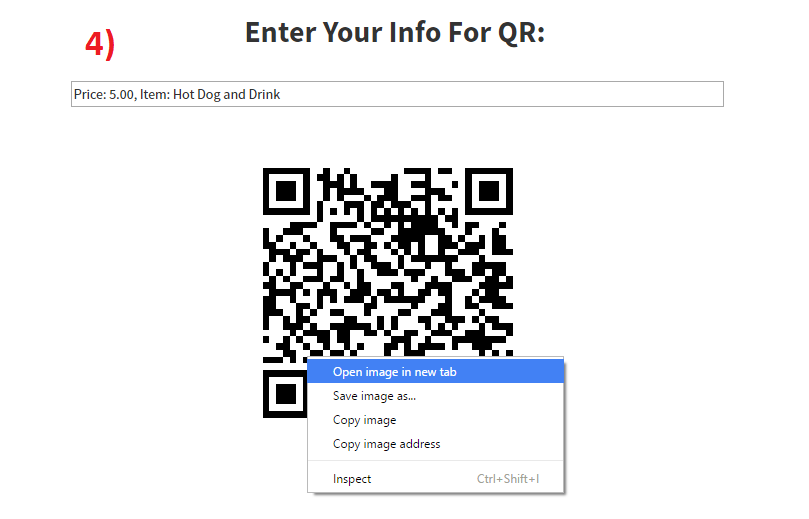 4)
Enter Your Info For QR:
Price: 5.00, Item: Hot Dog and Drink
Open image in new tab
Save image as...
Copy image
Copy image address
Inspect Ctrl+Shift+I